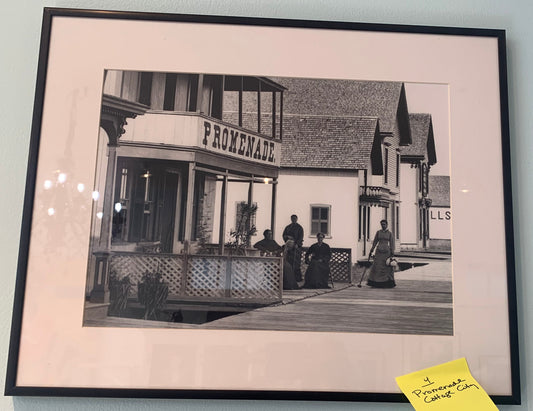 PROMENADE.
LLS
4
Promenade
Cottage City